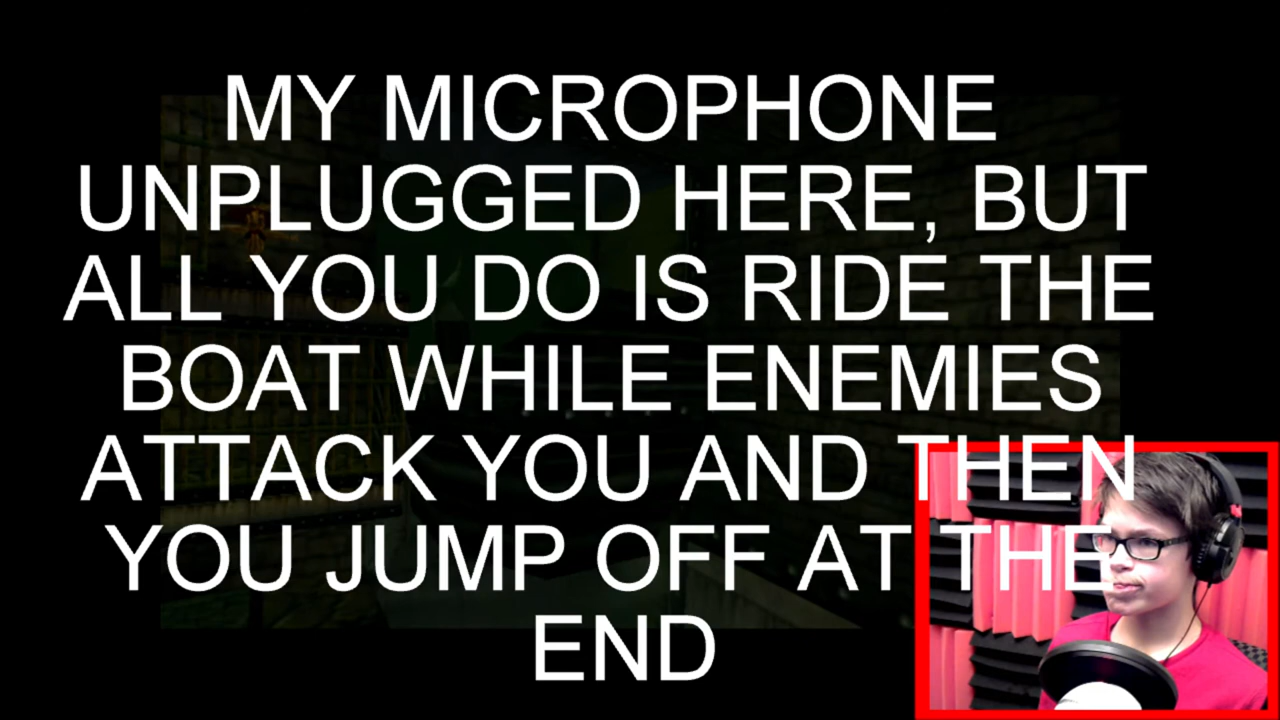 MY MICROPHONE
UNPLUGGED HERE, BUT
ALL YOU DO IS RIDE THE
BOAT WHILE ENEMIES
ATTACK YOU AND THEN
YOU JUMP OFF AT THE
END